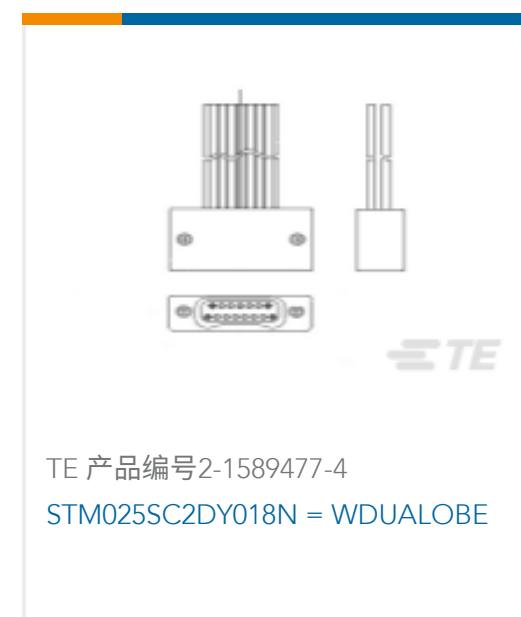 TE
TE 产品编号2-1589477-4
STM025SC2DY018N = WDUALOBE